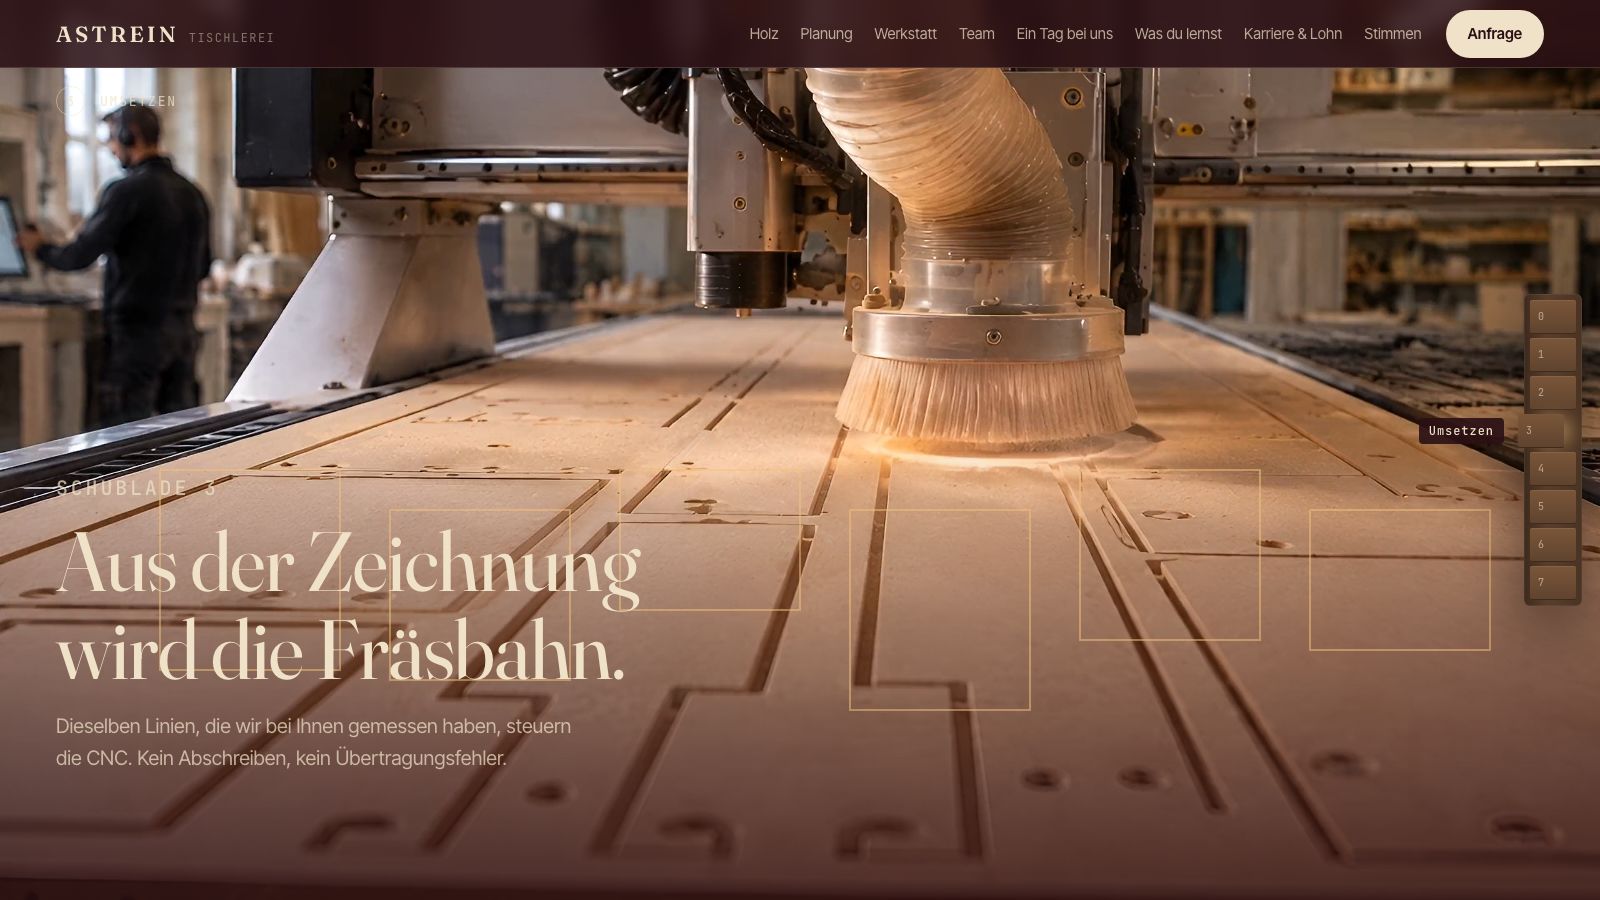 ASTREIN TISCHLEREI
Holz Planung Werkstatt Team Ein Tag bei uns Was du lernst Karriere & Lohn Stimmen Anfrage
3 UMSETZEN
0
1
2
Umsetzen 3
4
5
6
7
SCHUBLADE 3
Aus der Zeichnung
wird die Fräsbahn.
Dieselben Linien, die wir bei Ihnen gemessen haben, steuern
die CNC. Kein Abschreiben, kein Übertragungsfehler.